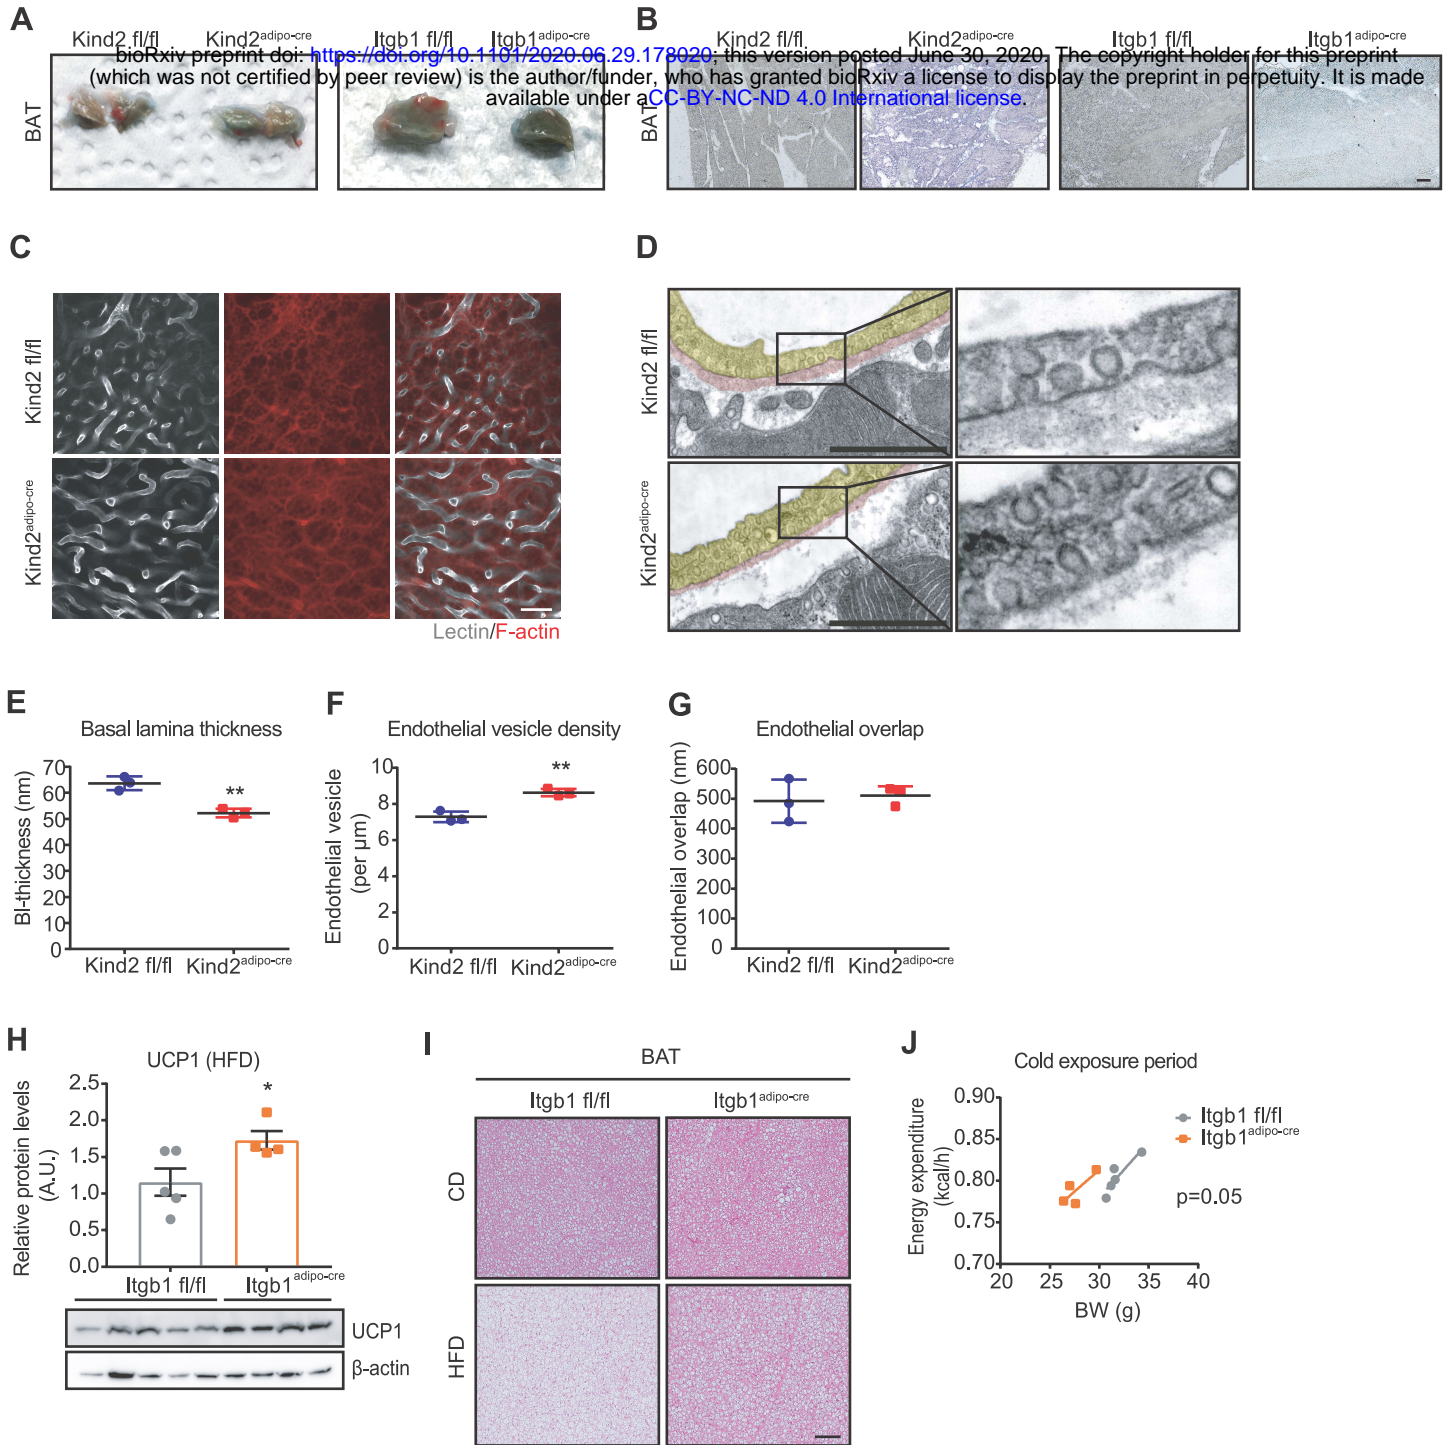 A
B
Kind2 fl/fl Kind2adipo-cre Itgb1 fl/fl Itgb1adipo-cre Kind2 fl/fl Kind2adipo-cre Itgb1 fl/fl Itgb1adipo-cre
bioRxiv preprint doi: https://doi.org/10.1101/2020.06.29.178020; this version posted June 30, 2020. The copyright holder for this preprint
(which was not certified by peer review) is the author/funder, who has granted bioRxiv a license to display the preprint in perpetuity. It is made
available under aCC-BY-NC-ND 4.0 International license.
BAT
BAT
C
D
Kind2 fl/fl
Kind2adipo-cre
Lectin/F-actin
Kind2 fl/fl
Kind2adipo-cre
E
Basal lamina thickness
Bl-thickness (nm)
70
60
50
40
30
20
10
0
**
Kind2 fl/fl Kind2adipo-cre
F
Endothelial vesicle density
Endothelial vesicle
(per µm)
10
8
6
4
2
0
**
Kind2 fl/fl Kind2adipo-cre
G
Endothelial overlap
Endothelial overlap (nm)
600
500
400
300
200
100
0
Kind2 fl/fl Kind2adipo-cre
H
UCP1 (HFD)
Relative protein levels
(A.U.)
2.5
2.0
1.5
1.0
0.5
0.0
*
Itgb1 fl/fl Itgb1adipo-cre
UCP1
β-actin
I
BAT
Itgb1 fl/fl Itgb1adipo-cre
CD
HFD
J
Cold exposure period
Energy expenditure
(kcal/h)
0.90
0.85
0.80
0.75
0.70
20 25 30 35 40
BW (g)
Itgb1 fl/fl
Itgb1adipo-cre
p=0.05